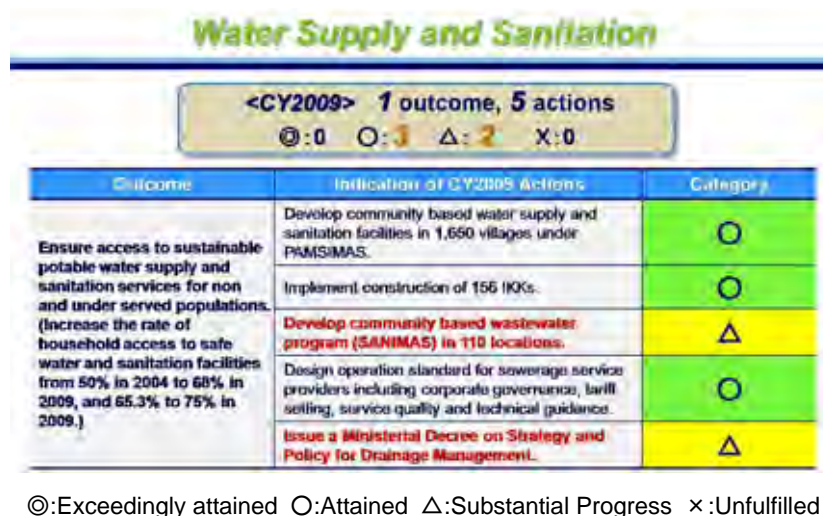 Water Supply and Sanitation
<CY2009> 1 outcome, 5 actions
◎:0 ○:3 △:2 X:0
Outcome
Indication of CY2009 Actions
Category
Ensure access to sustainable
potable water supply and
sanitation services for non
and under served populations.
(Increase the rate of
household access to safe
water and sanitation facilities
from 50% in 2004 to 68% in
2009, and 65.3% to 75% in
2009.)
Develop community based water supply and
sanitation facilities in 1,650 villages under
PAMSIMAS.
○
Implement construction of 156 IKKs.
○
Develop community based wastewater
program (SANIMAS) in 110 locations.
△
Design operation standard for sewerage service
providers including corporate governance, tariff
setting, service quality and technical guidance.
○
Issue a Ministerial Decree on Strategy and
Policy for Drainage Management.
△
◎:Exceedingly attained ○:Attained △:Substantial Progress ×:Unfulfilled